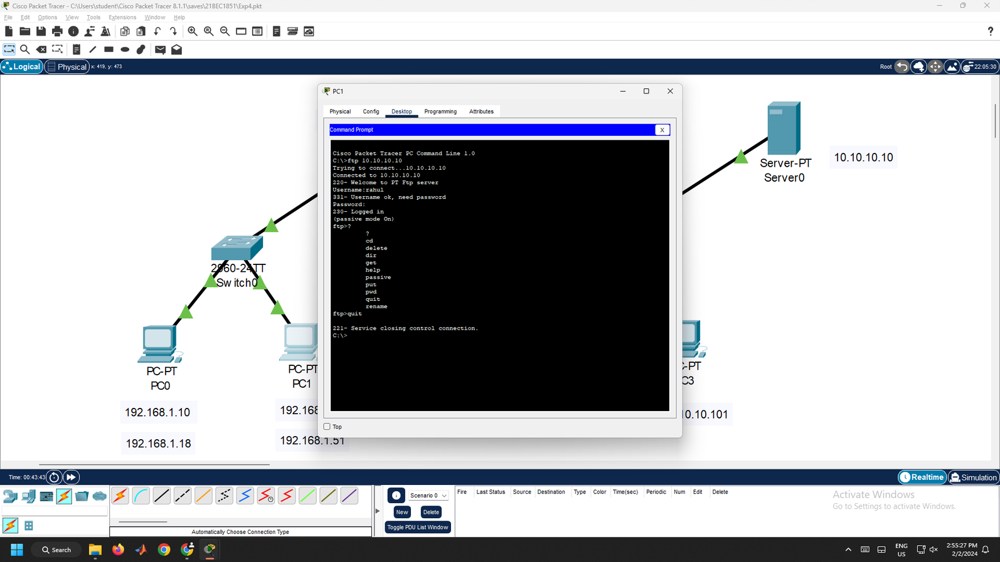 Cisco Packet Tracer - C:\Users\student\Cisco Packet Tracer 8.1.1\saves\21BEC1851\Exp4.pkt
File Edit Options View Tools Extensions Window Help
?
Logical Physical x: 419, y: 473 Root 22:05:30
PC1
Physical Config Desktop Programming Attributes
Command Prompt X
Cisco Packet Tracer PC Command Line 1.0
C:\>ftp 10.10.10.10
Trying to connect...10.10.10.10
Connected to 10.10.10.10
220- Welcome to PT Ftp server
Username:rahul
331- Username ok, need password
Password:
230- Logged in
(passive mode On)
ftp>?
?
cd
delete
dir
get
help
passive
put
pwd
quit
rename
ftp>quit
221- Service closing control connection.
C:\>
Top
Server-PT
Server0
10.10.10.10
2960-24TT
Switch0
PC-PT
PC0
192.168.1.10
192.168.1.18
PC-PT
PC1
192.168
192.168.1.51
-PT
C3
10.10.101
Time: 00:43:43 Realtime Simulation
Scenario 0
New Delete
Toggle PDU List Window
Fire Last Status Source Destination Type Color Time(sec) Periodic Num Edit Delete
Automatically Choose Connection Type
Activate Windows
Go to Settings to activate Windows.
Search
ENG
US
2:55:27 PM
2/2/2024